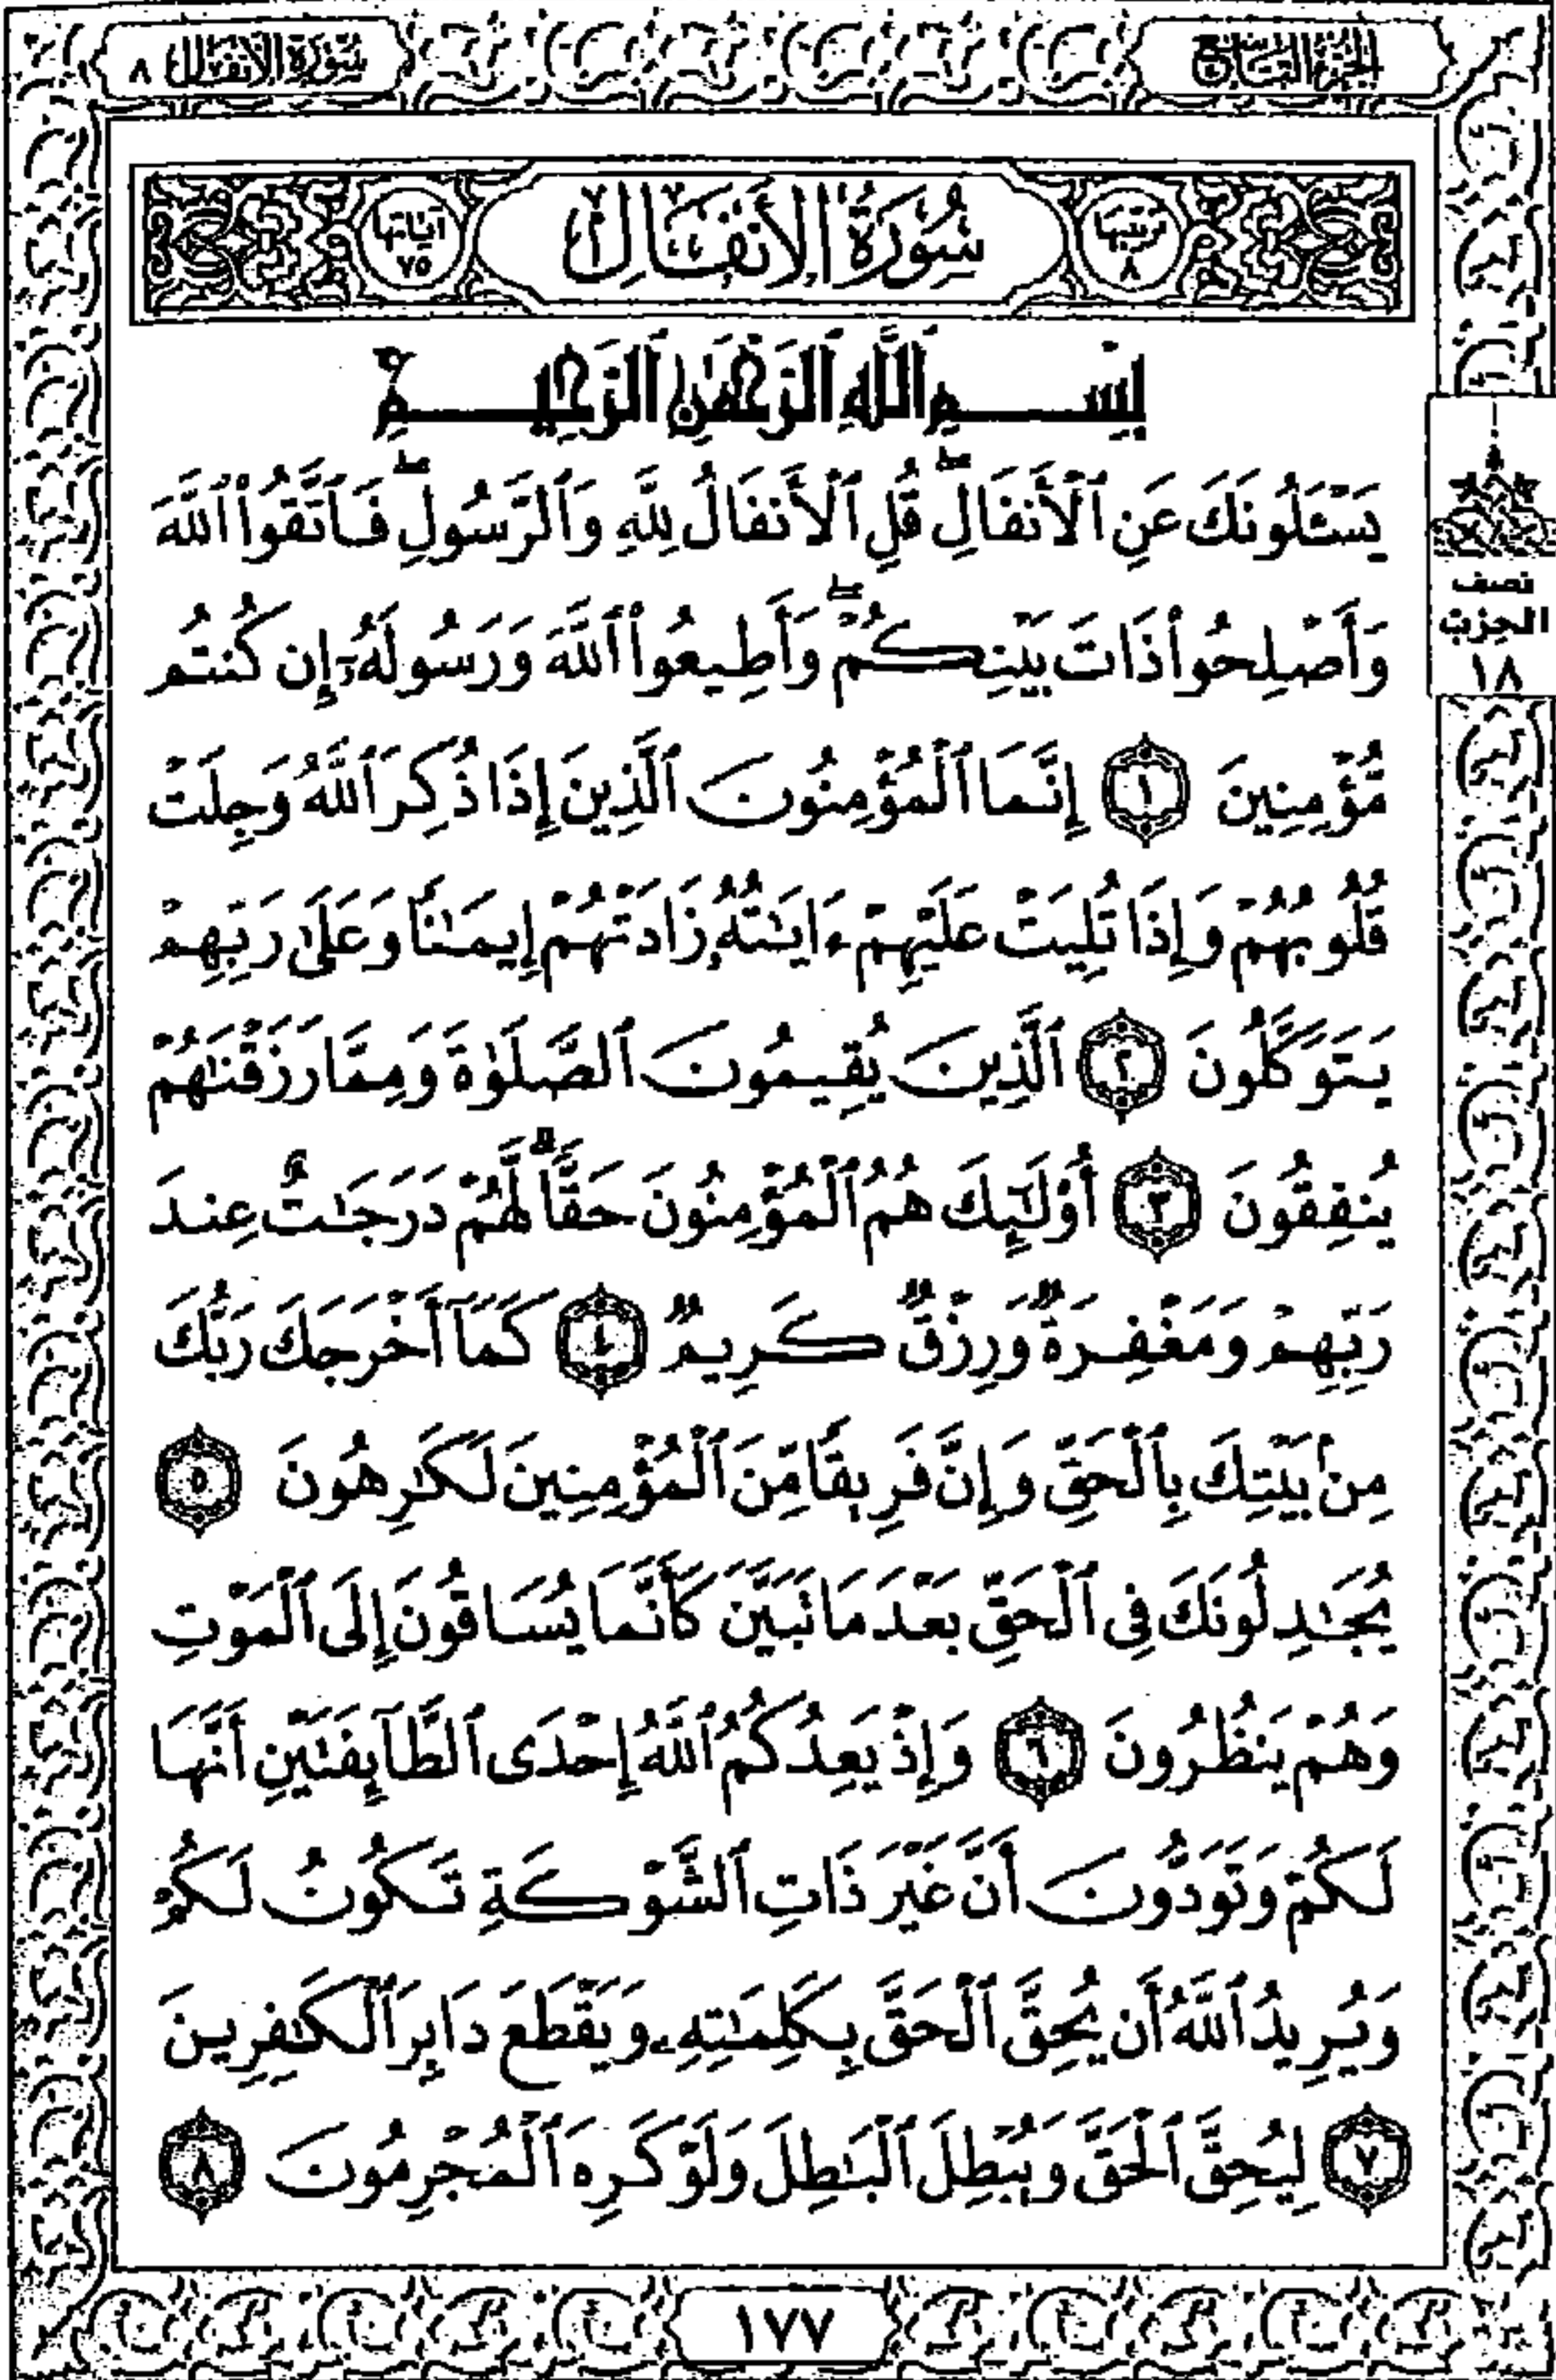 الجزء التاسع
سورة الأنفال ٨
ترتيبها ٨
سُورَةُ الأَنفَالِ
آياتها ٧٥
بِسْمِ ٱللَّهِ ٱلرَّحْمَٰنِ ٱلرَّحِيمِ
يَسْـَٔلُونَكَ عَنِ ٱلْأَنفَالِۖ قُلِ ٱلْأَنفَالُ لِلَّهِ وَٱلرَّسُولِۖ فَٱتَّقُوا۟ ٱللَّهَ
وَأَصْلِحُوا۟ ذَاتَ بَيْنِكُمْۖ وَأَطِيعُوا۟ ٱللَّهَ وَرَسُولَهُۥٓ إِن كُنتُم
مُّؤْمِنِينَ ١ إِنَّمَا ٱلْمُؤْمِنُونَ ٱلَّذِينَ إِذَا ذُكِرَ ٱللَّهُ وَجِلَتْ
قُلُوبُهُمْ وَإِذَا تُلِيَتْ عَلَيْهِمْ ءَايَـٰتُهُۥ زَادَتْهُمْ إِيمَـٰنًا وَعَلَىٰ رَبِّهِمْ
يَتَوَكَّلُونَ ٢ ٱلَّذِينَ يُقِيمُونَ ٱلصَّلَوٰةَ وَمِمَّا رَزَقْنَـٰهُمْ
يُنفِقُونَ ٣ أُو۟لَـٰٓئِكَ هُمُ ٱلْمُؤْمِنُونَ حَقًّاۚ لَّهُمْ دَرَجَـٰتٌ عِندَ
رَبِّهِمْ وَمَغْفِرَةٌ وَرِزْقٌ كَرِيمٌ ٤ كَمَآ أَخْرَجَكَ رَبُّكَ
مِنۢ بَيْتِكَ بِٱلْحَقِّ وَإِنَّ فَرِيقًا مِّنَ ٱلْمُؤْمِنِينَ لَكَـٰرِهُونَ ٥
يُجَـٰدِلُونَكَ فِى ٱلْحَقِّ بَعْدَ مَا تَبَيَّنَ كَأَنَّمَا يُسَاقُونَ إِلَى ٱلْمَوْتِ
وَهُمْ يَنظُرُونَ ٦ وَإِذْ يَعِدُكُمُ ٱللَّهُ إِحْدَى ٱلطَّآئِفَتَيْنِ أَنَّهَا
لَكُمْ وَتَوَدُّونَ أَنَّ غَيْرَ ذَاتِ ٱلشَّوْكَةِ تَكُونُ لَكُمْ
وَيُرِيدُ ٱللَّهُ أَن يُحِقَّ ٱلْحَقَّ بِكَلِمَـٰتِهِۦ وَيَقْطَعَ دَابِرَ ٱلْكَـٰفِرِينَ
٧ لِيُحِقَّ ٱلْحَقَّ وَيُبْطِلَ ٱلْبَـٰطِلَ وَلَوْ كَرِهَ ٱلْمُجْرِمُونَ ٨
نصف
الحزب
١٨
١٧٧